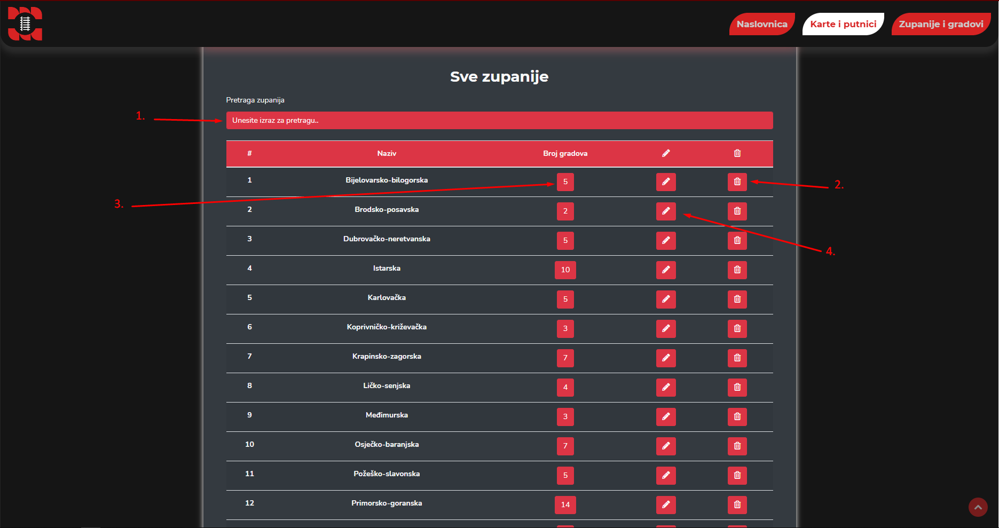 Naslovnica Karte i putnici Zupanije i gradovi
Sve zupanije
Pretraga zupanija
1.
Unesite izraz za pretragu..
# Naziv Broj gradova
1 Bijelovarsko-bilogorska 5
2.
3.
2 Brodsko-posavska 2
3 Dubrovačko-neretvanska 5
4.
4 Istarska 10
5 Karlovačka 5
6 Koprivničko-križevačka 3
7 Krapinsko-zagorska 7
8 Ličko-senjska 4
9 Međimurska 3
10 Osječko-baranjska 7
11 Požeško-slavonska 5
12 Primorsko-goranska 14